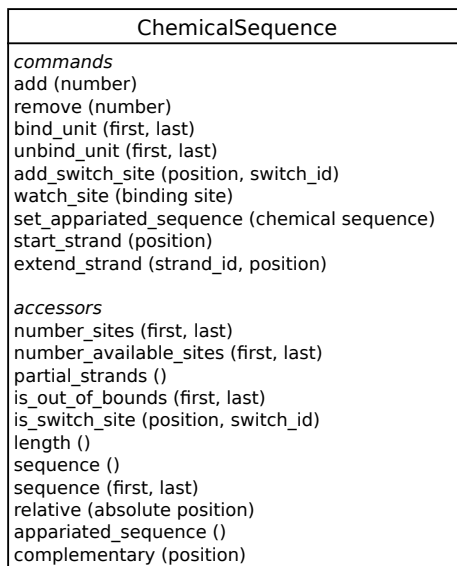 ChemicalSequence
commands
add (number)
remove (number)
bind_unit (first, last)
unbind_unit (first, last)
add_switch_site (position, switch_id)
watch_site (binding site)
set_appariated_sequence (chemical sequence)
start_strand (position)
extend_strand (strand_id, position)
accessors
number_sites (first, last)
number_available_sites (first, last)
partial_strands ()
is_out_of_bounds (first, last)
is_switch_site (position, switch_id)
length ()
sequence ()
sequence (first, last)
relative (absolute position)
appariated_sequence ()
complementary (position)